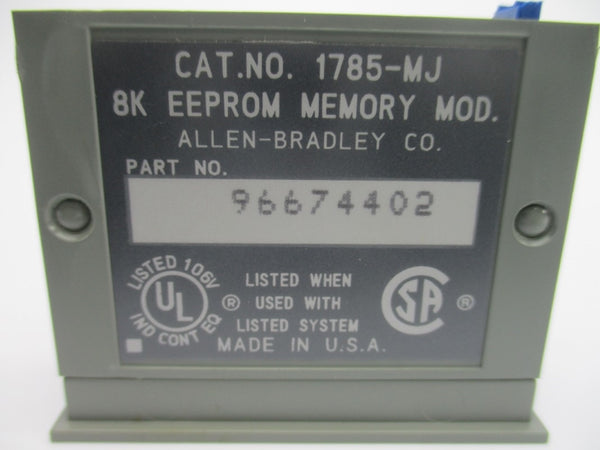 CAT.NO. 1785-MJ
8K EEPROM MEMORY MOD.
ALLEN-BRADLEY CO.
PART NO.
96674402
LISTED 106V
UL ®
IND CONT EQ
LISTED WHEN
USED WITH
LISTED SYSTEM
CSA ®
MADE IN U.S.A.